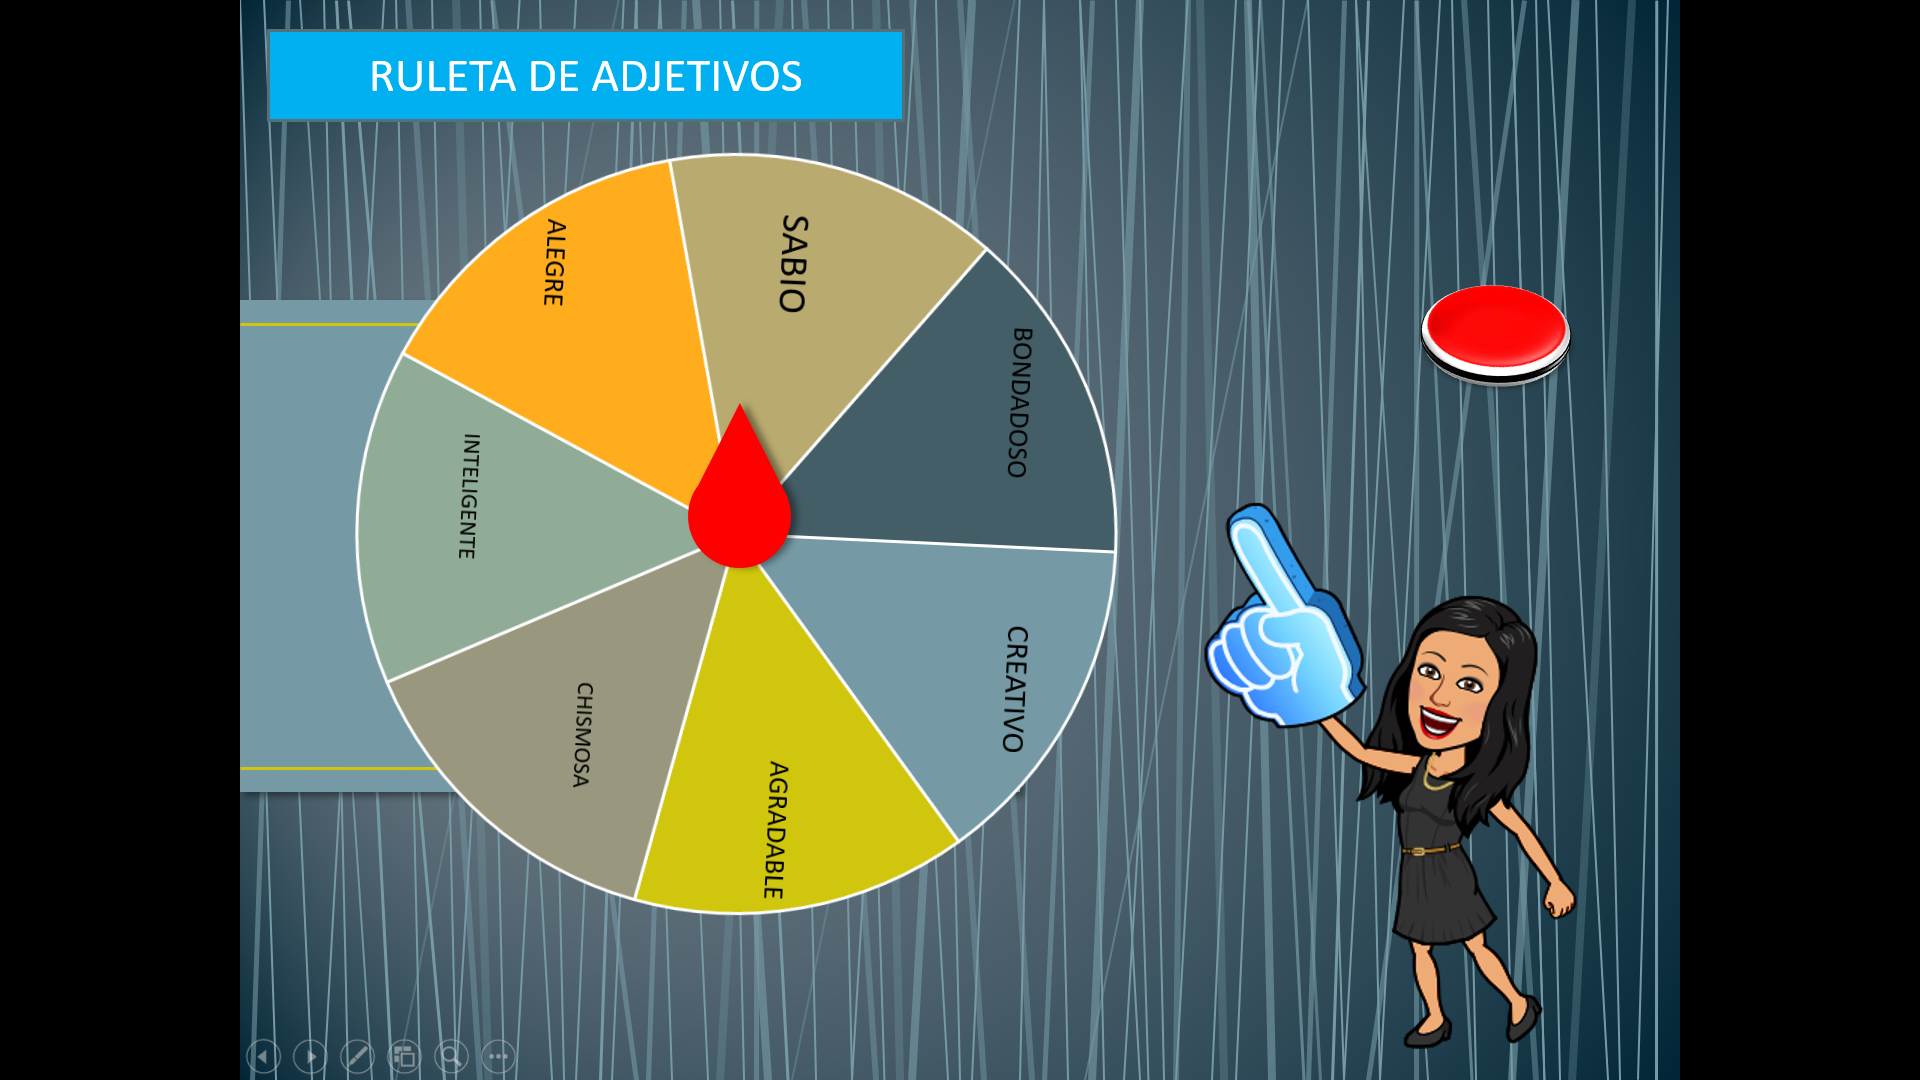 RULETA DE ADJETIVOS
ALEGRE
SABIO
BONDADOSO
INTELIGENTE
CREATIVO
CHISMOSA
AGRADABLE